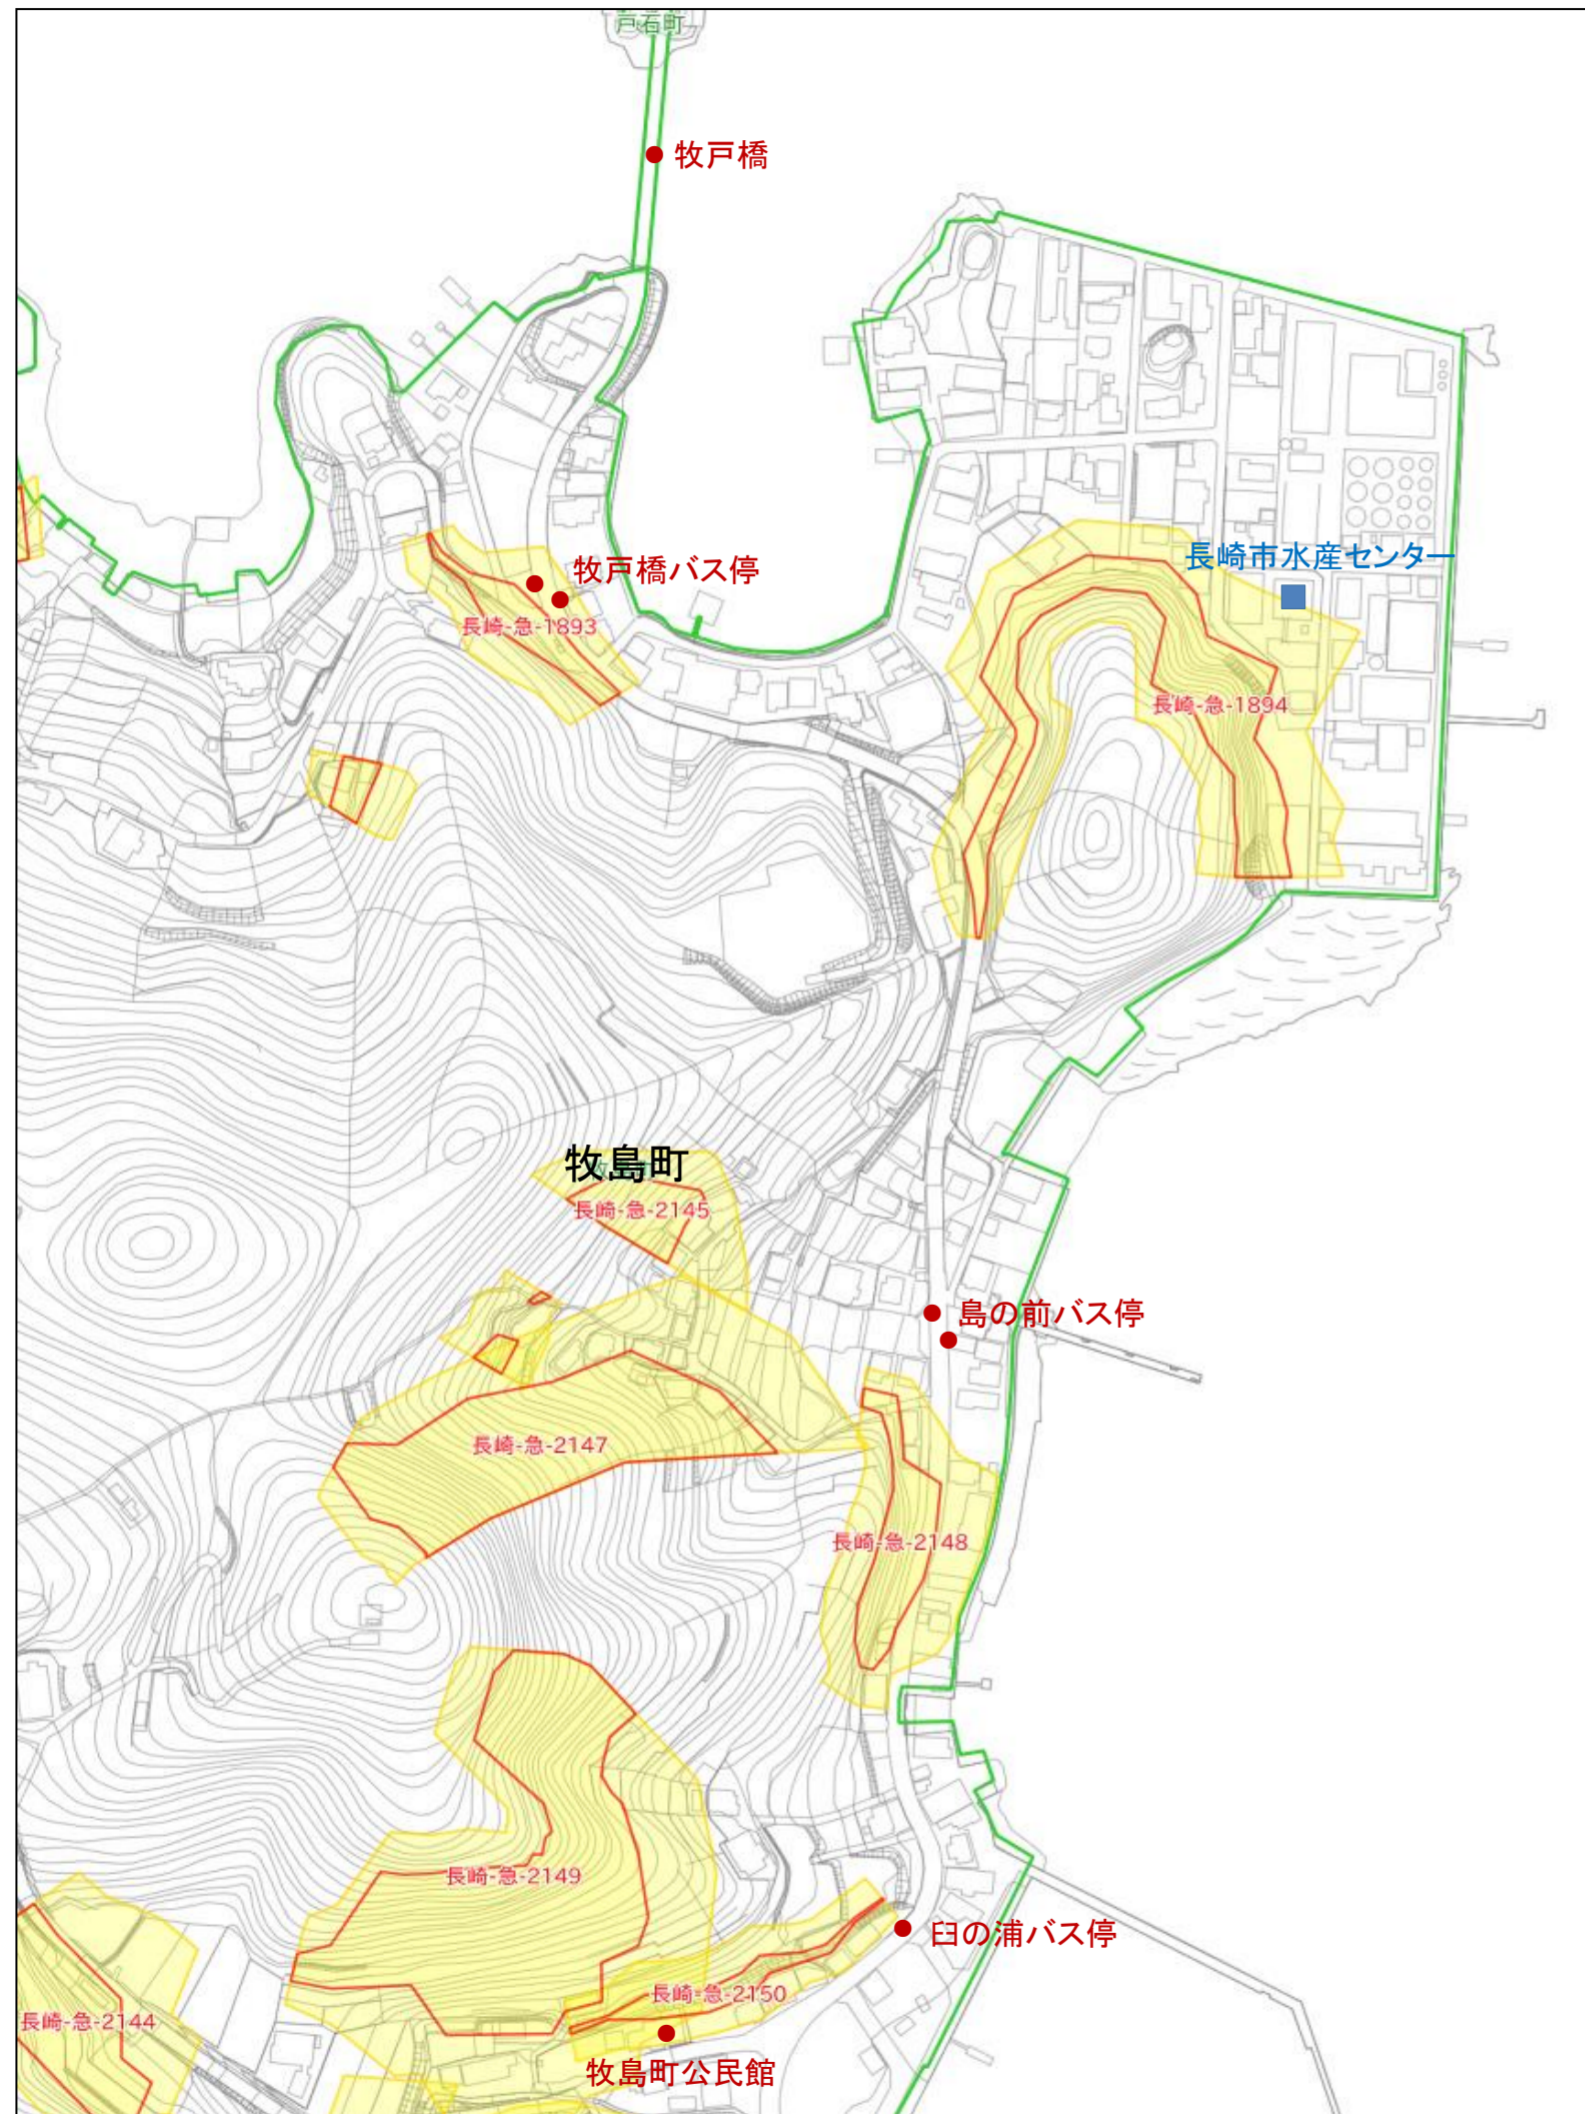 戸石町
牧戸橋
長崎市水産センター
牧戸橋バス停
長崎-急-1893
長崎-急-1894
牧島町
長崎-急-2145
島の前バス停
長崎-急-2147
長崎-急-2148
長崎-急-2149
臼の浦バス停
長崎-急-2150
長崎-急-2144
牧島町公民館